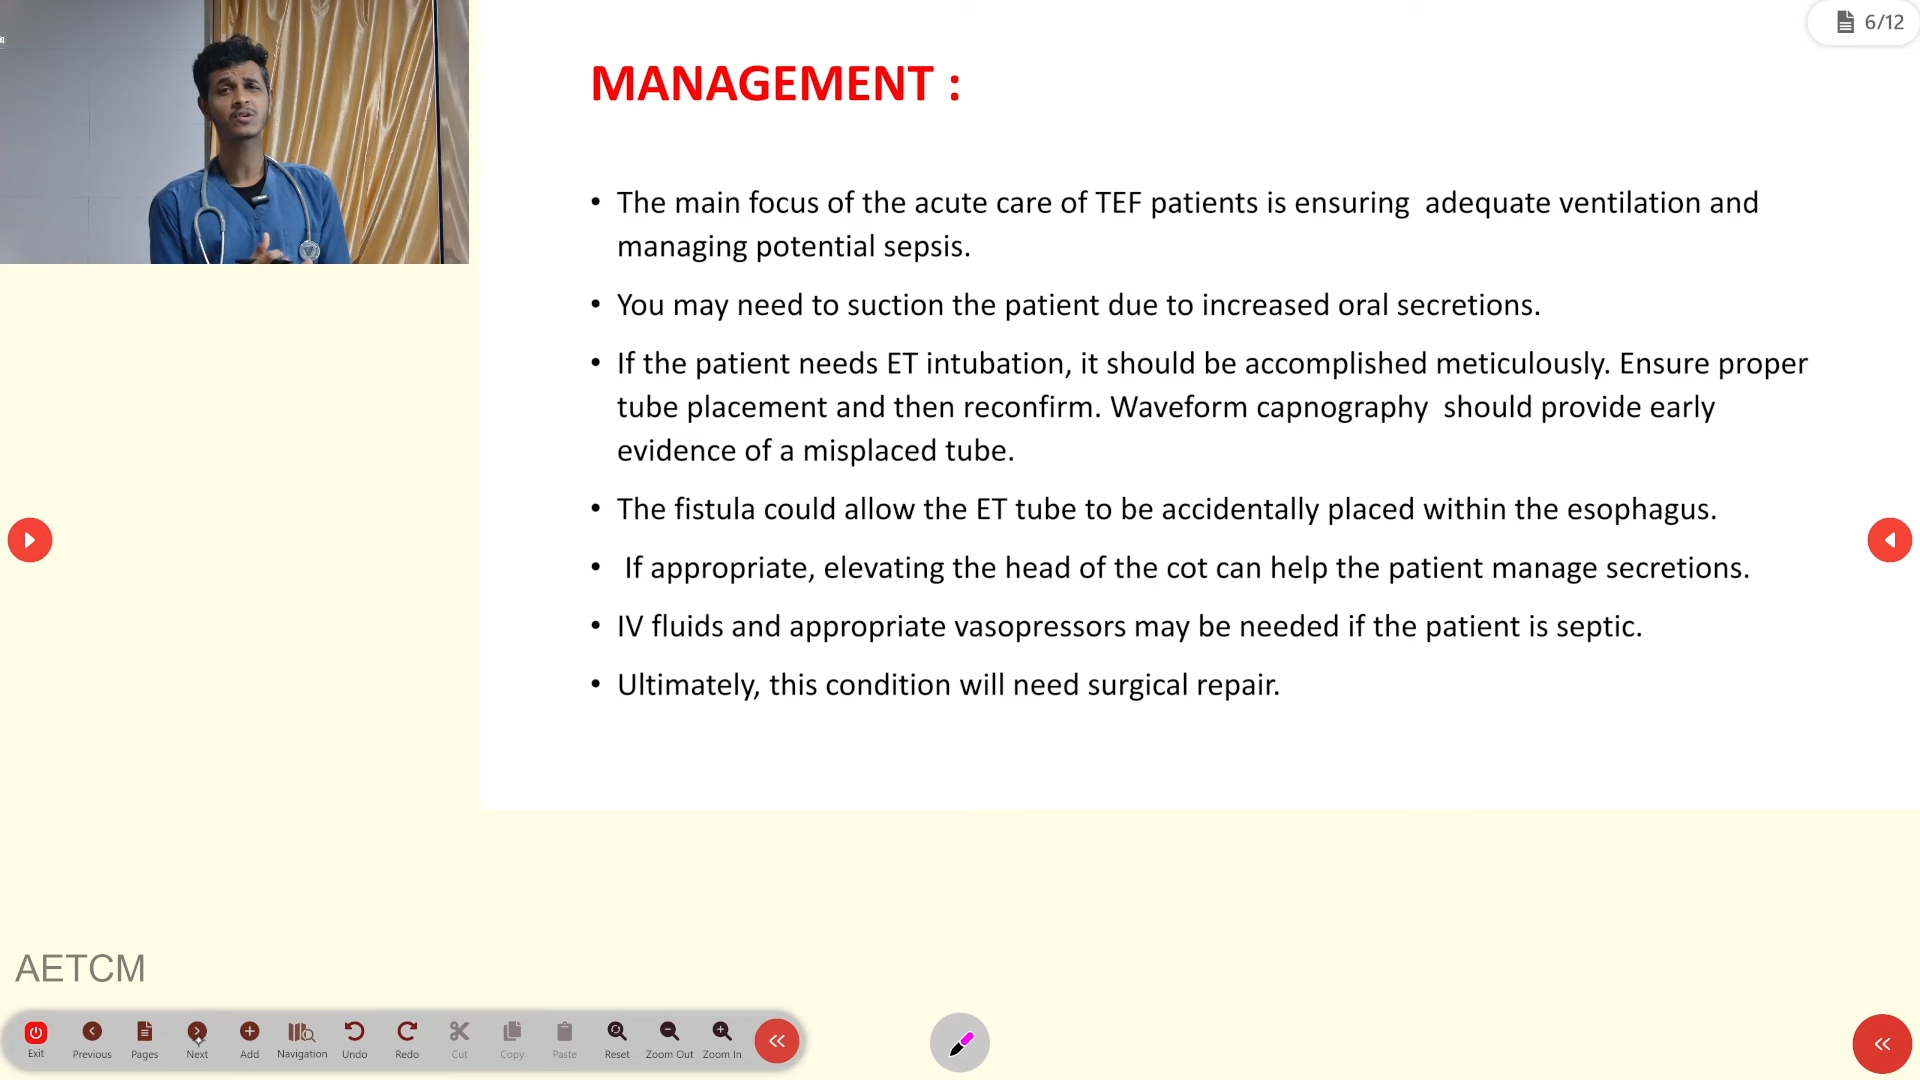 6/12
MANAGEMENT :
• The main focus of the acute care of TEF patients is ensuring  adequate ventilation and
managing potential sepsis.
• You may need to suction the patient due to increased oral secretions.
• If the patient needs ET intubation, it should be accomplished meticulously. Ensure proper
tube placement and then reconfirm. Waveform capnography  should provide early
evidence of a misplaced tube.
• The fistula could allow the ET tube to be accidentally placed within the esophagus.
•  If appropriate, elevating the head of the cot can help the patient manage secretions.
• IV fluids and appropriate vasopressors may be needed if the patient is septic.
• Ultimately, this condition will need surgical repair.
AETCM
Exit Previous Pages Next Add Navigation Undo Redo Cut Copy Paste Reset Zoom Out Zoom In